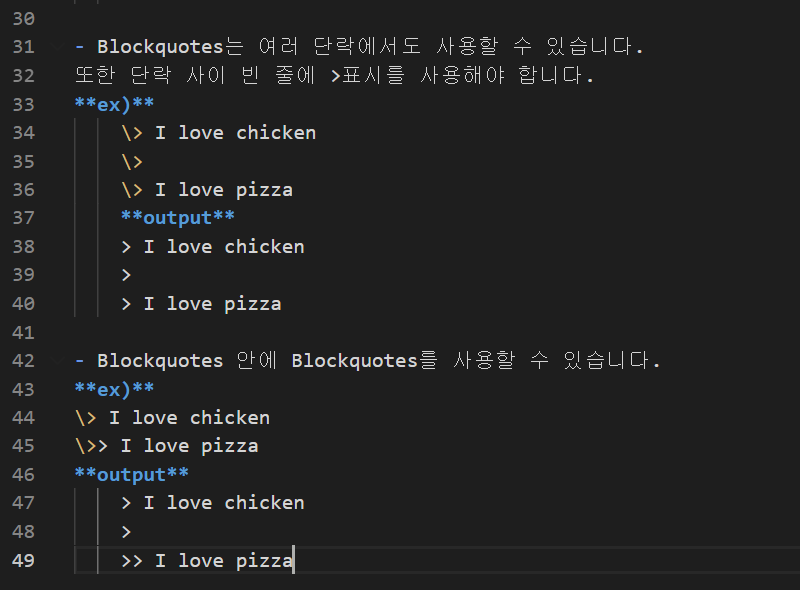 30
31 - Blockquotes는 여러 단락에서도 사용할 수 있습니다.
32 또한 단락 사이 빈 줄에 >표시를 사용해야 합니다.
33 **ex)**
34 \> I love chicken
35 \>
36 \> I love pizza
37 **output**
38 > I love chicken
39 >
40 > I love pizza
41
42 - Blockquotes 안에 Blockquotes를 사용할 수 있습니다.
43 **ex)**
44 \> I love chicken
45 \>> I love pizza
46 **output**
47 > I love chicken
48 >
49 >> I love pizza